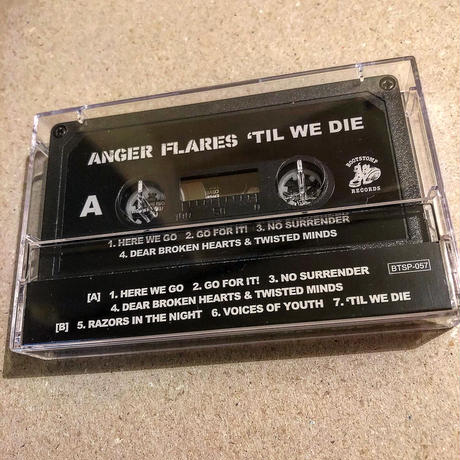 ANGER FLARES ‘TIL WE DIE
A
BOOTSTOMP
RECORDS
1. HERE WE GO 2. GO FOR IT! 3. NO SURRENDER
4. DEAR BROKEN HEARTS & TWISTED MINDS
BTSP-057
[A] 1. HERE WE GO 2. GO FOR IT! 3. NO SURRENDER
4. DEAR BROKEN HEARTS & TWISTED MINDS
[B] 5. RAZORS IN THE NIGHT 6. VOICES OF YOUTH 7. ‘TIL WE DIE